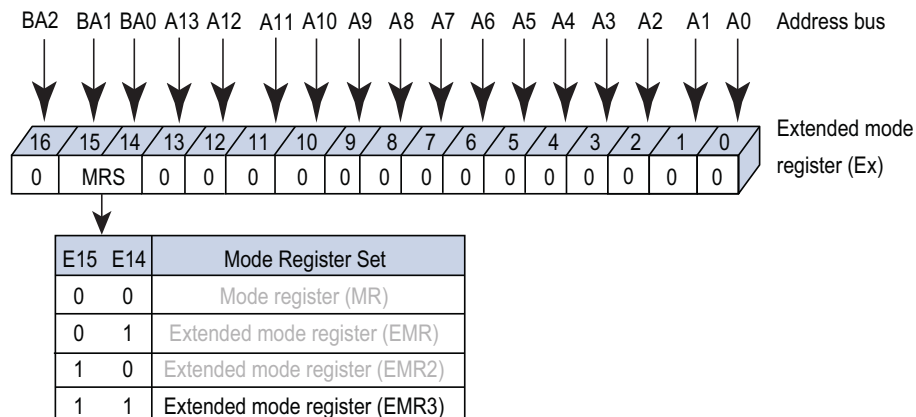 BA2 BA1 BA0 A13 A12 A11 A10 A9 A8 A7 A6 A5 A4 A3 A2 A1 A0 Address bus
16 15 14 13 12 11 10 9 8 7 6 5 4 3 2 1 0 Extended mode
register (Ex)
0 MRS 0 0 0 0 0 0 0 0 0 0 0 0 0 0
E15 E14 Mode Register Set
0 0 Mode register (MR)
0 1 Extended mode register (EMR)
1 0 Extended mode register (EMR2)
1 1 Extended mode register (EMR3)